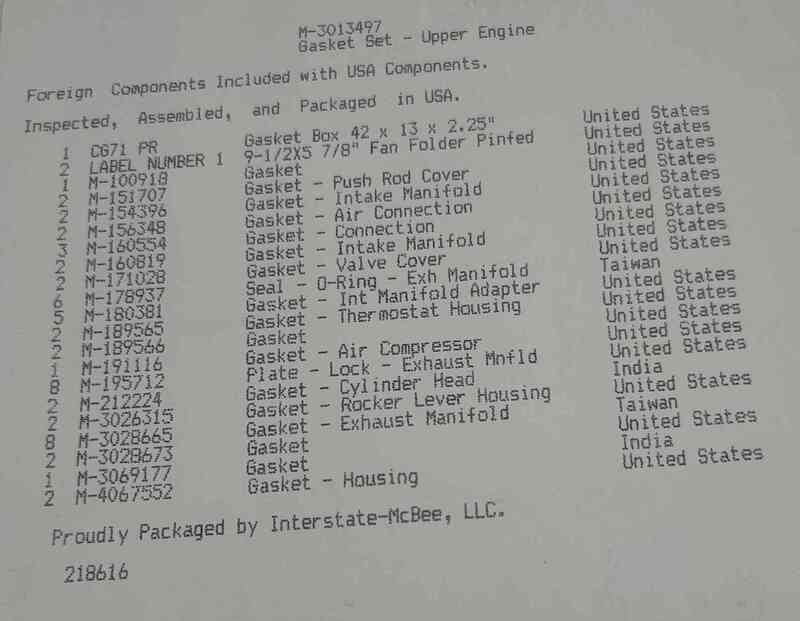 M-3013497
Gasket Set - Upper Engine
Foreign Components Included with USA Components.
Inspected, Assembled, and Packaged in USA.
1 CG71 PR Gasket Box 42 x 13 x 2.25" United States
2 LABEL NUMBER 1 9-1/2X5 7/8" Fan Folder Pinfed United States
1 M-100918 Gasket United States
2 M-151707 Gasket - Push Rod Cover United States
2 M-154396 Gasket - Intake Manifold United States
2 M-156348 Gasket - Air Connection United States
3 M-160554 Gasket - Connection United States
2 M-160819 Gasket - Intake Manifold United States
2 M-171028 Gasket - Valve Cover United States
6 M-178937 Seal - O-Ring - Exh Manifold Taiwan
5 M-180381 Gasket - Int Manifold Adapter United States
2 M-189565 Gasket - Thermostat Housing United States
2 M-189566 Gasket United States
1 M-191116 Gasket - Air Compressor United States
8 M-195712 Plate - Lock - Exhaust Mnfld United States
2 M-212224 Gasket - Cylinder Head India
2 M-3026315 Gasket - Rocker Lever Housing United States
8 M-3028665 Gasket - Exhaust Manifold Taiwan
2 M-3028673 Gasket United States
1 M-3069177 Gasket India
2 M-4067552 Gasket - Housing United States
Proudly Packaged by Interstate-McBee, LLC.
218616